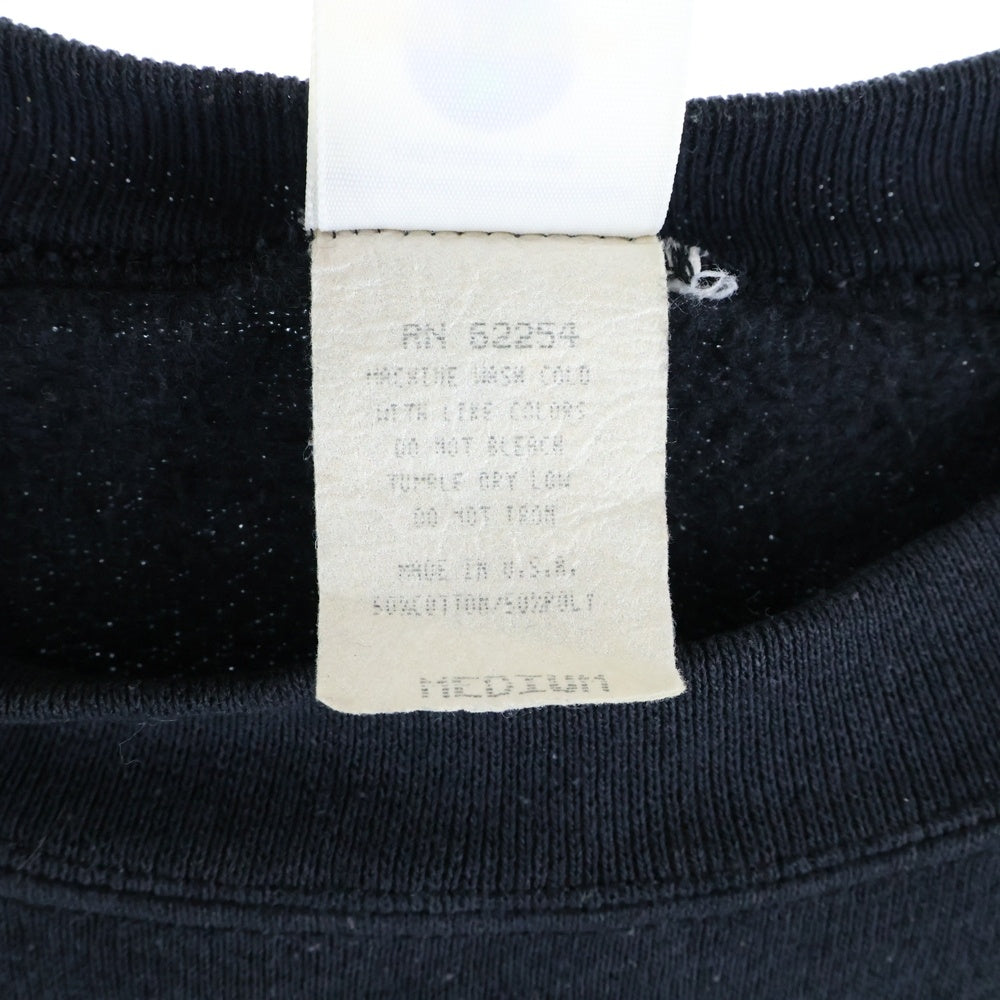 RN 62254
MACHINE WASH COLD
WITH LIKE COLORS
DO NOT BLEACH
TUMBLE DRY LOW
DO NOT IRON
MADE IN U.S.A.
50%COTTON/50%POLY
MEDIUM